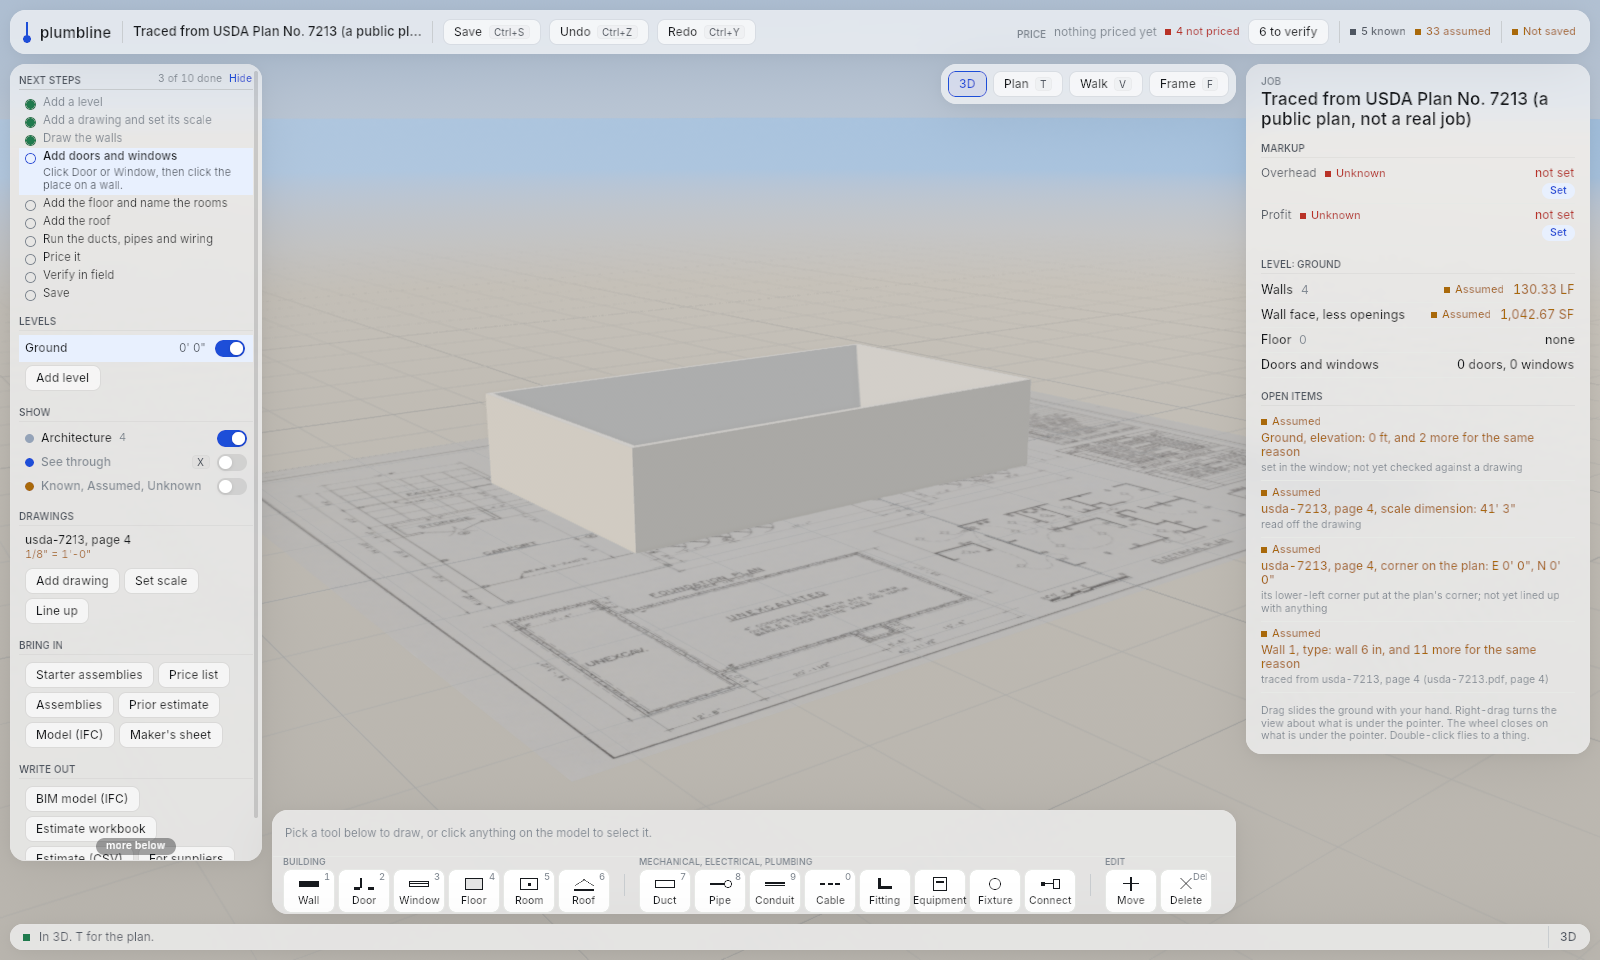 plumbline
Traced from USDA Plan No. 7213 (a public pl...
Save Ctrl+S
Undo Ctrl+Z
Redo Ctrl+Y
PRICE nothing priced yet 4 not priced
6 to verify
5 known 33 assumed
Not saved
NEXT STEPS 3 of 10 done Hide
Add a level
Add a drawing and set its scale
Draw the walls
Add doors and windows
Click Door or Window, then click the
place on a wall.
Add the floor and name the rooms
Add the roof
Run the ducts, pipes and wiring
Price it
Verify in field
Save
LEVELS
Ground 0' 0"
Add level
SHOW
Architecture 4
See through X
Known, Assumed, Unknown
DRAWINGS
usda-7213, page 4
1/8" = 1'-0"
Add drawing Set scale
Line up
BRING IN
Starter assemblies Price list
Assemblies Prior estimate
Model (IFC) Maker's sheet
WRITE OUT
BIM model (IFC)
Estimate workbook
more below
Estimate (CSV) For suppliers
3D
Plan T
Walk V
Frame F
FOUNDATION PLAN
UNEXCAVATED
UNEXCAV.
JOB
Traced from USDA Plan No. 7213 (a
public plan, not a real job)
MARKUP
Overhead Unknown not set
Set
Profit Unknown not set
Set
LEVEL: GROUND
Walls 4 Assumed 130.33 LF
Wall face, less openings Assumed 1,042.67 SF
Floor 0 none
Doors and windows 0 doors, 0 windows
OPEN ITEMS
Assumed
Ground, elevation: 0 ft, and 2 more for the same
reason
set in the window; not yet checked against a drawing
Assumed
usda-7213, page 4, scale dimension: 41' 3"
read off the drawing
Assumed
usda-7213, page 4, corner on the plan: E 0' 0", N 0'
0"
its lower-left corner put at the plan's corner; not yet lined up
with anything
Assumed
Wall 1, type: wall 6 in, and 11 more for the same
reason
traced from usda-7213, page 4 (usda-7213.pdf, page 4)
Drag slides the ground with your hand. Right-drag turns the
view about what is under the pointer. The wheel closes on
what is under the pointer. Double-click flies to a thing.
Pick a tool below to draw, or click anything on the model to select it.
BUILDING
1 Wall
2 Door
3 Window
4 Floor
5 Room
6 Roof
MECHANICAL, ELECTRICAL, PLUMBING
7 Duct
8 Pipe
9 Conduit
0 Cable
Fitting
Equipment
Fixture
Connect
EDIT
Move
Del Delete
In 3D. T for the plan.
3D